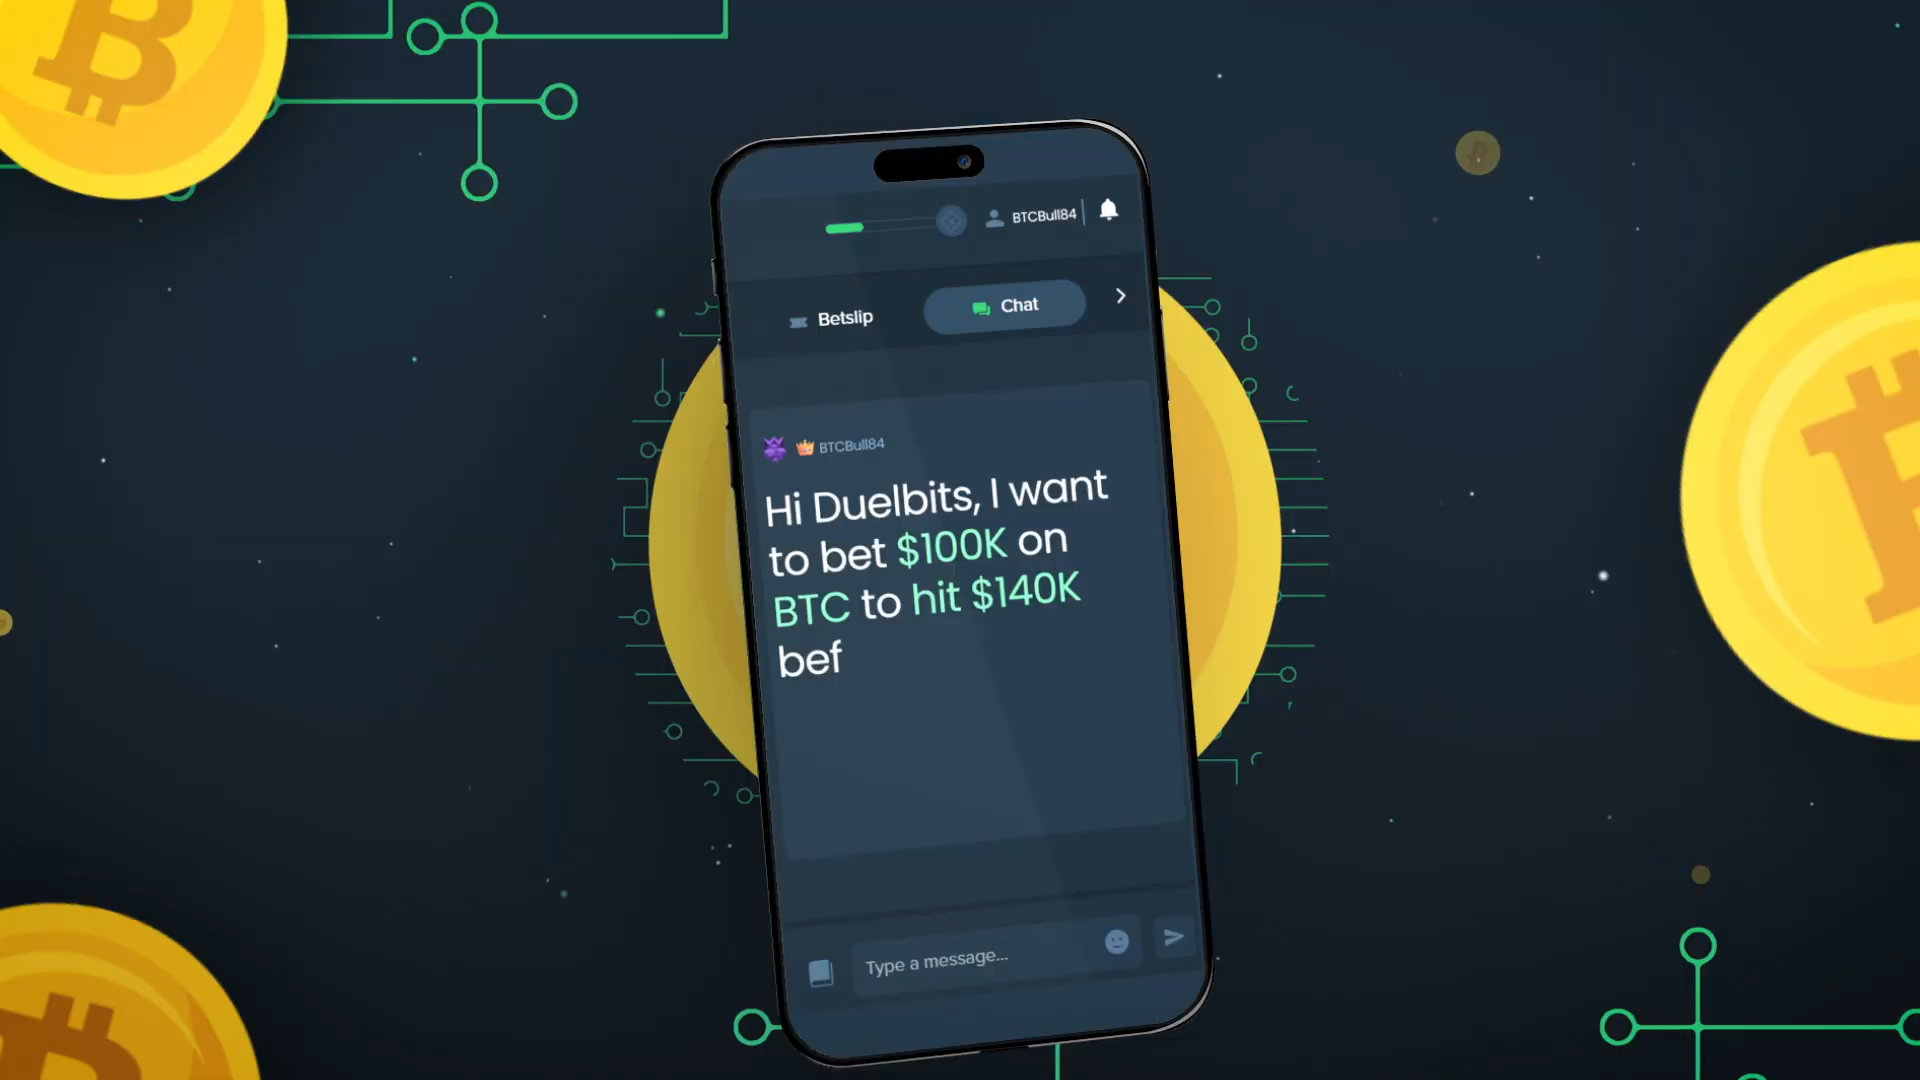 BTCBull84
Betslip
Chat
BTCBull84
Hi Duelbits, I want
to bet $100K on
BTC to hit $140K
bef
Type a message...